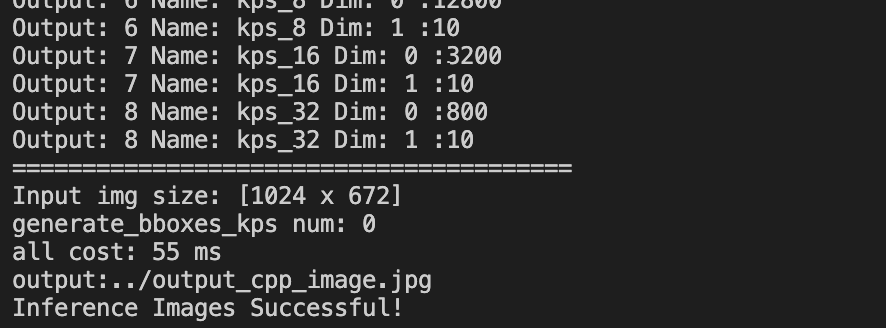 Output: 6 Name: kps_8 Dim: 0 :12800
Output: 6 Name: kps_8 Dim: 1 :10
Output: 7 Name: kps_16 Dim: 0 :3200
Output: 7 Name: kps_16 Dim: 1 :10
Output: 8 Name: kps_32 Dim: 0 :800
Output: 8 Name: kps_32 Dim: 1 :10
========================================
Input img size: [1024 x 672]
generate_bboxes_kps num: 0
all cost: 55 ms
output:../output_cpp_image.jpg
Inference Images Successful!